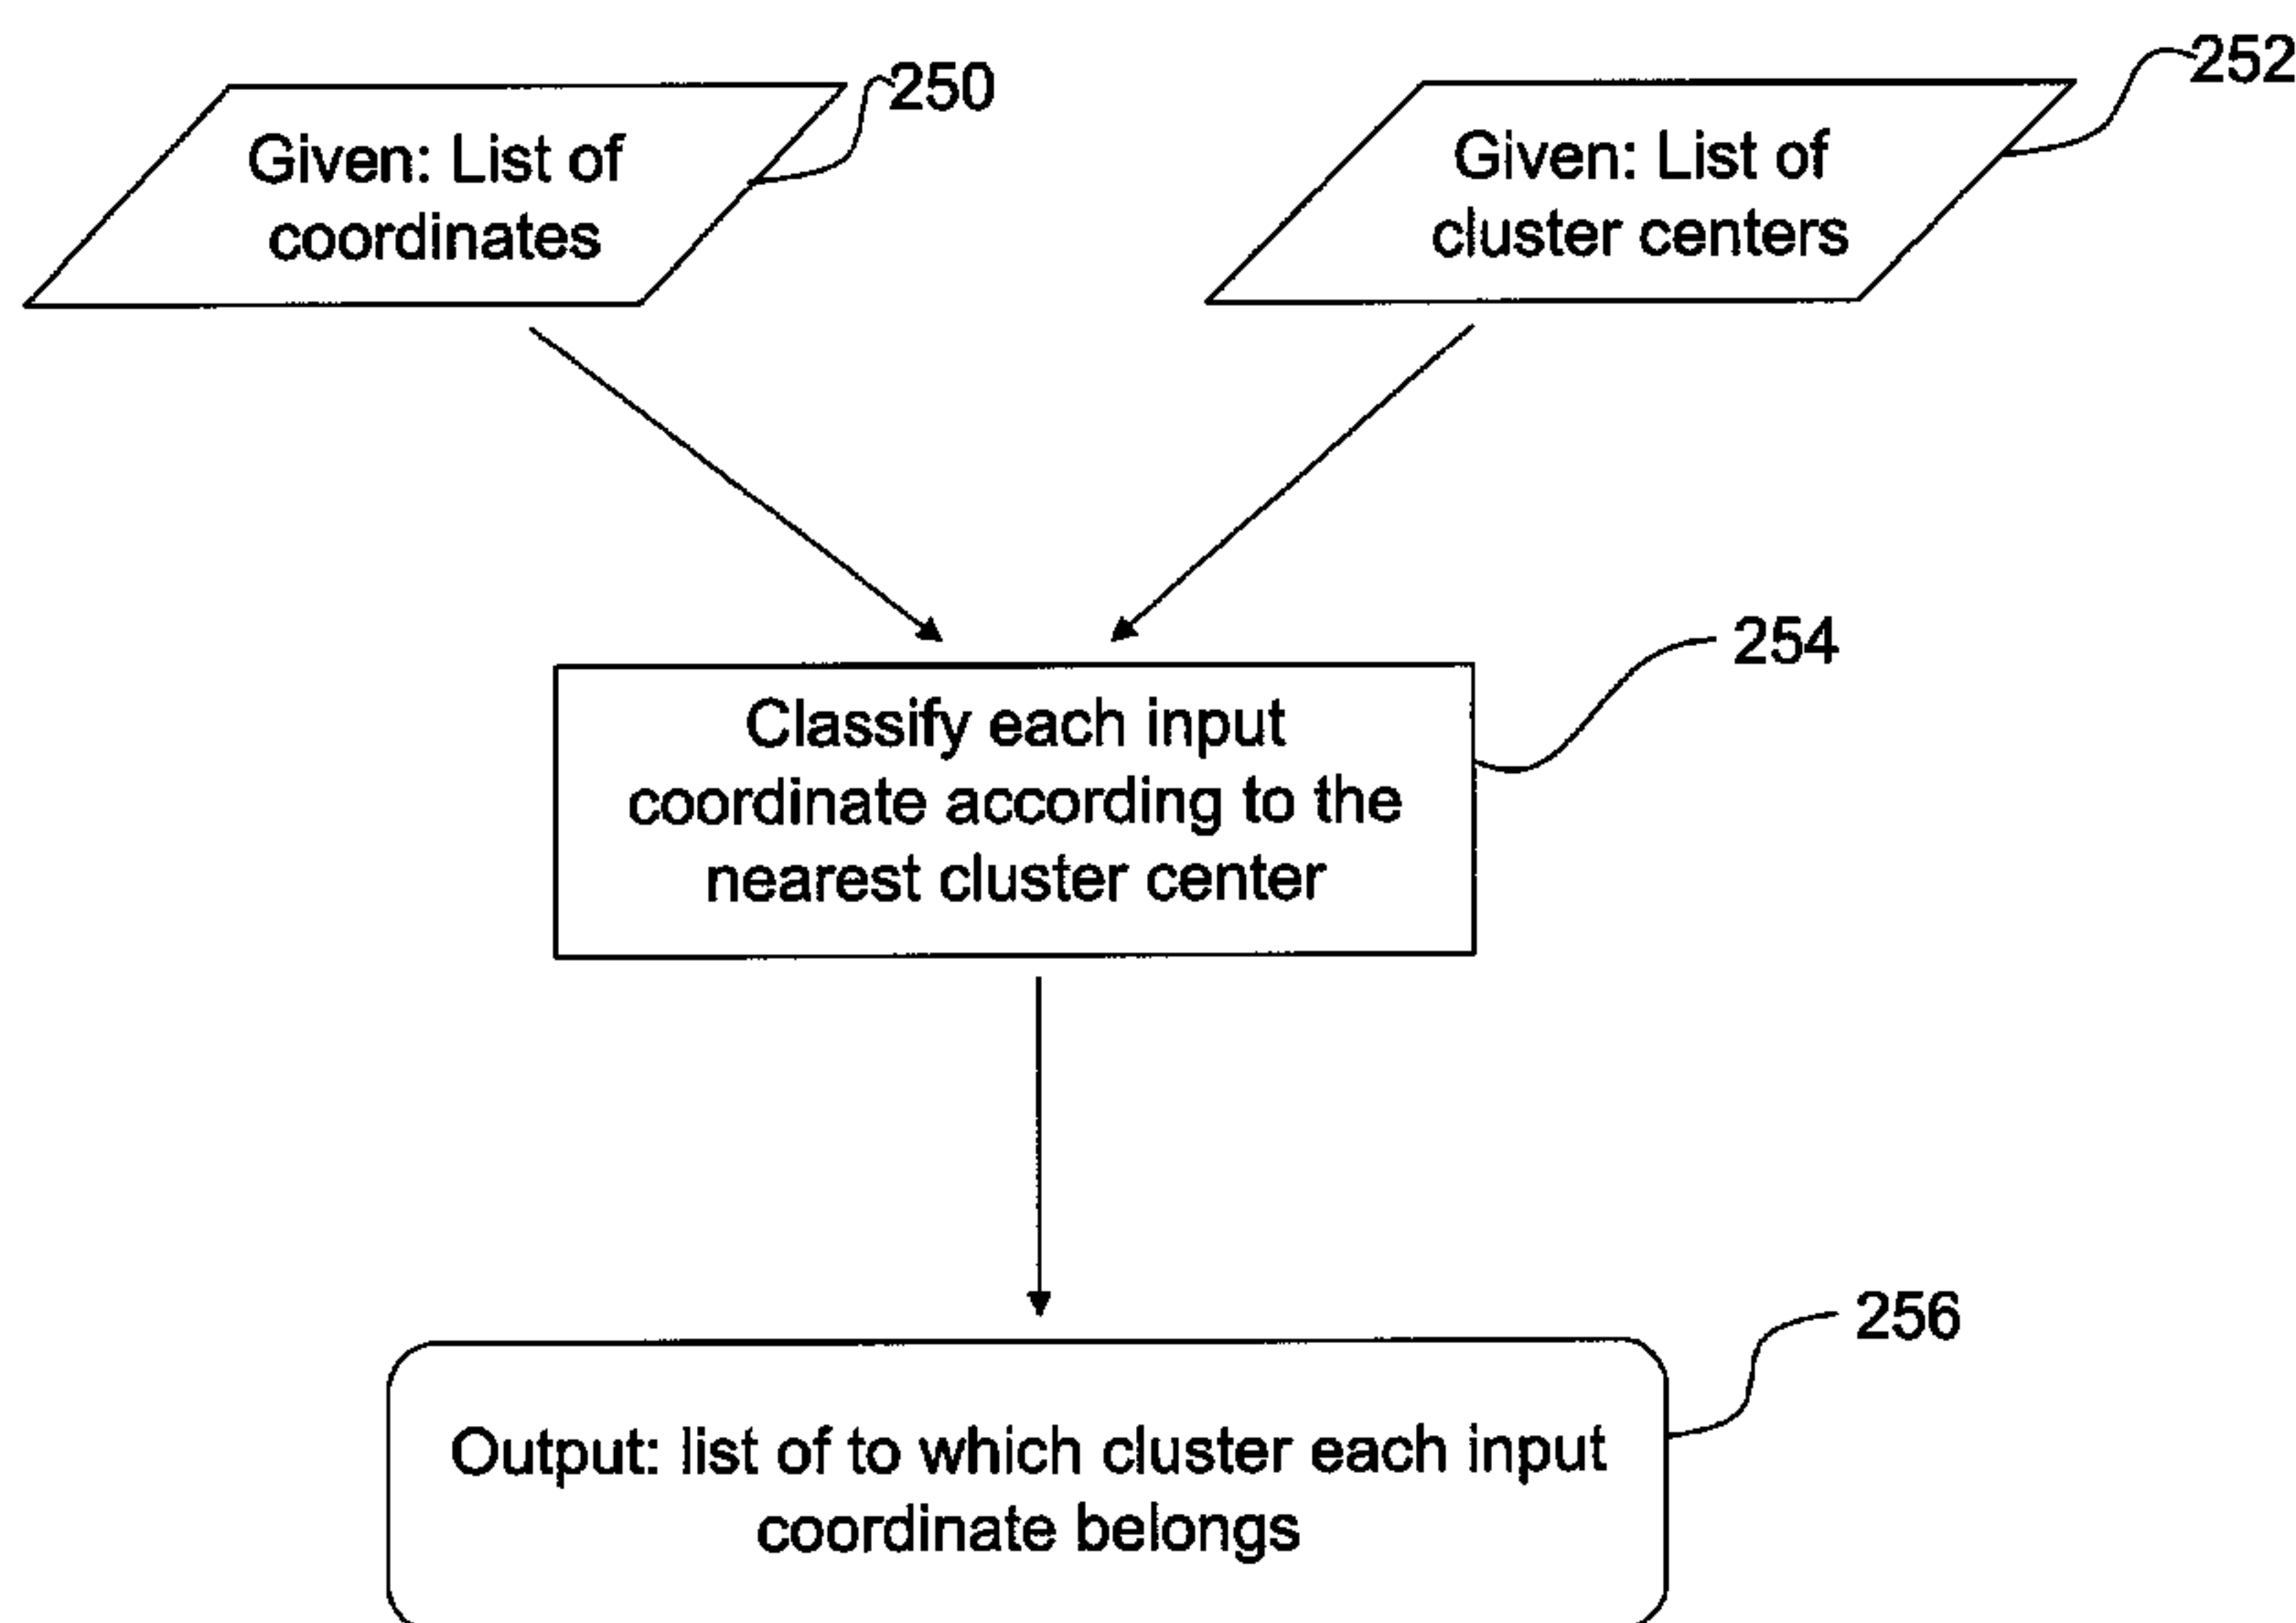 250
Given: List of
coordinates
252
Given: List of
cluster centers
254
Classify each input
coordinate according to the
nearest cluster center
256
Output: list of to which cluster each input
coordinate belongs